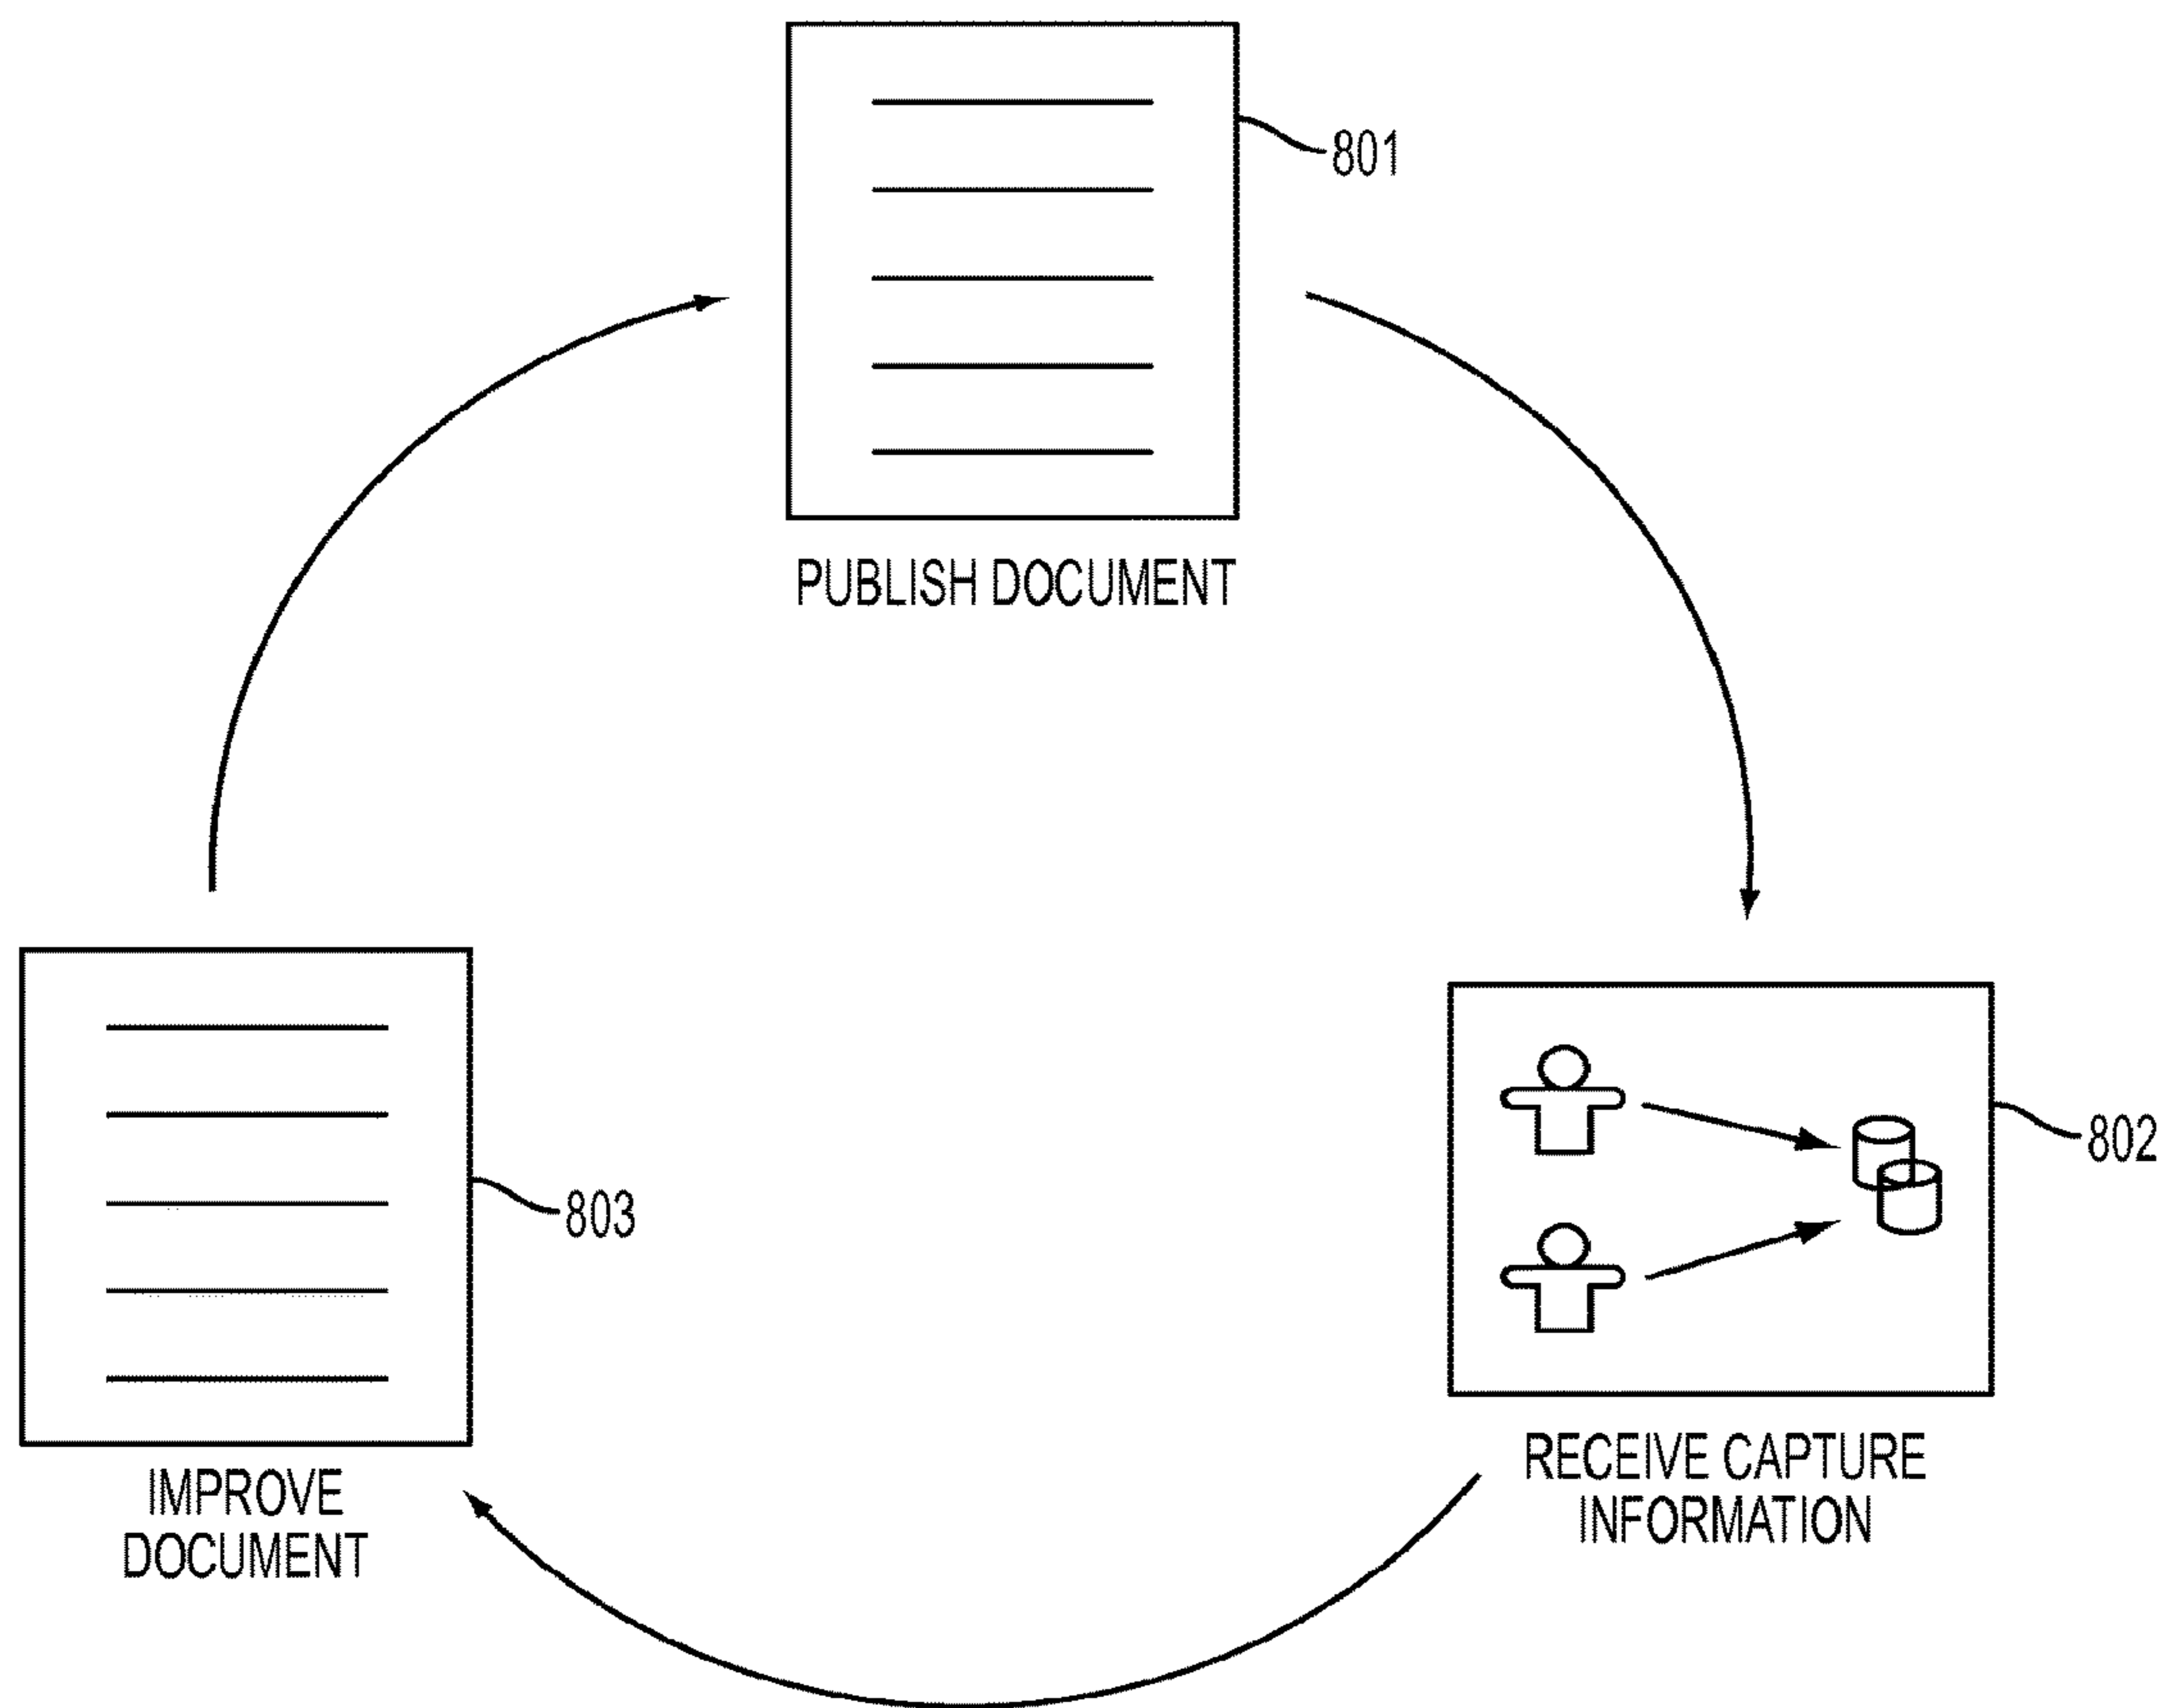 801
PUBLISH DOCUMENT
802
RECEIVE CAPTURE
INFORMATION
803
IMPROVE
DOCUMENT